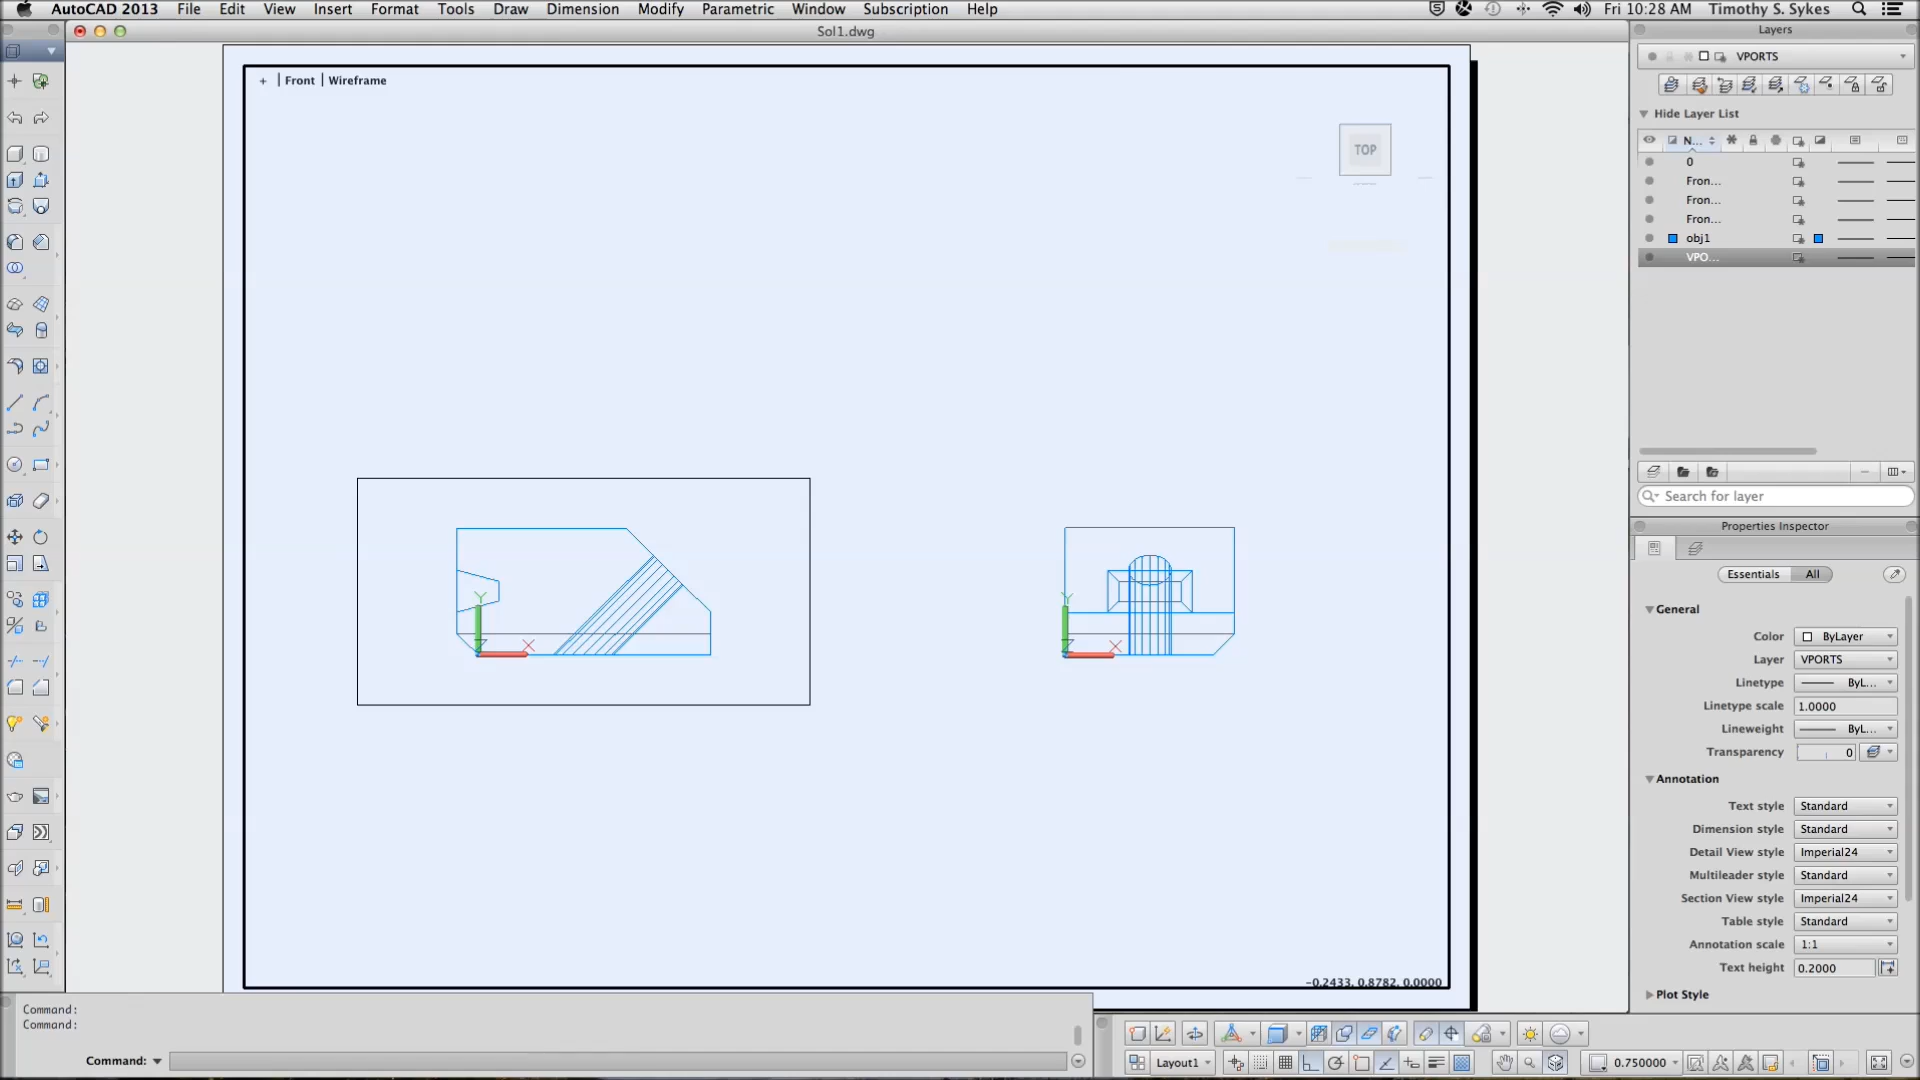 AutoCAD 2013 File Edit View Insert Format Tools Draw Dimension Modify Parametric Window Subscription Help Fri 10:28 AM Timothy S. Sykes
Sol1.dwg
+ | Front | Wireframe
TOP
Y
X
Y
X
-0.2433, 0.8782, 0.0000
Command:
Command:
Command:
Layers
VPORTS
Hide Layer List
N...
0
Fron...
Fron...
Fron...
obj1
VPO...
Search for layer
Properties Inspector
Essentials All
General
Color ByLayer
Layer VPORTS
Linetype ByL...
Linetype scale 1.0000
Lineweight ByL...
Transparency 0
Annotation
Text style Standard
Dimension style Standard
Detail View style Imperial24
Multileader style Standard
Section View style Imperial24
Table style Standard
Annotation scale 1:1
Text height 0.2000
Plot Style
Layout1 0.750000